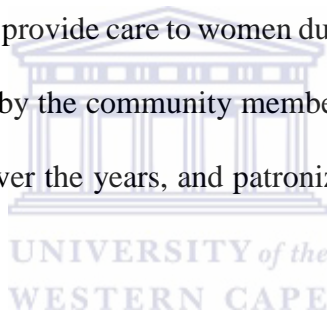 provide care to women du
by the community membe
ver the years, and patroniz
UNIVERSITY of the
WESTERN CAPE